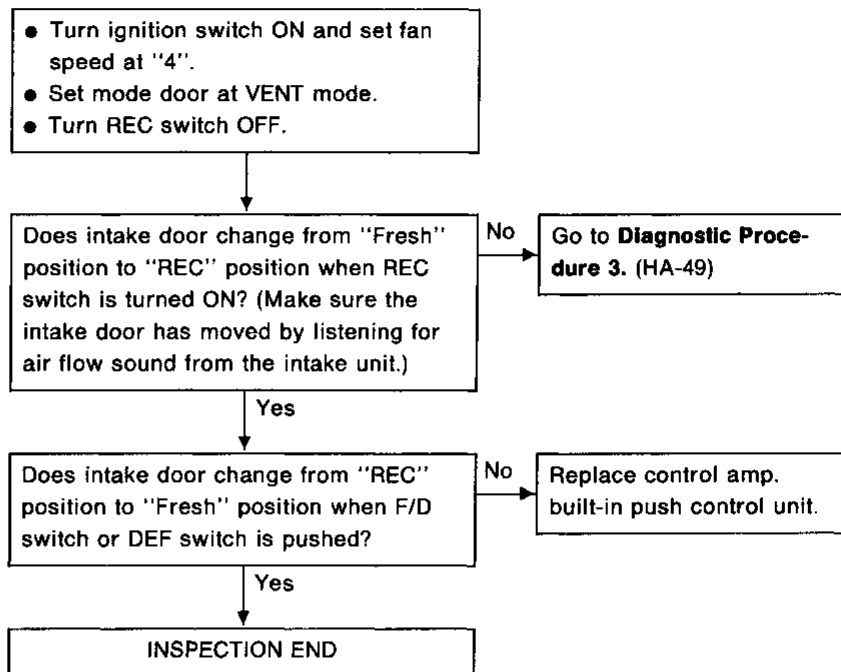 ● Turn ignition switch ON and set fan
speed at "4".
● Set mode door at VENT mode.
● Turn REC switch OFF.
Does intake door change from "Fresh"
position to "REC" position when REC
switch is turned ON? (Make sure the
intake door has moved by listening for
air flow sound from the intake unit.)
No
Go to Diagnostic Proce-
dure 3. (HA-49)
Yes
Does intake door change from "REC"
position to "Fresh" position when F/D
switch or DEF switch is pushed?
No
Replace control amp.
built-in push control unit.
Yes
INSPECTION END